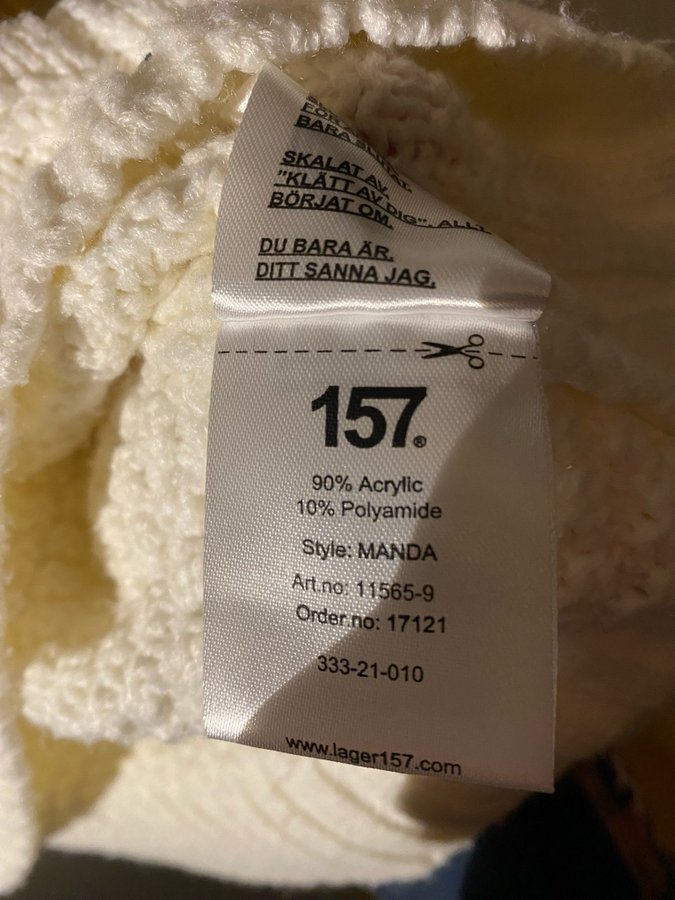 BARA
SKALAT AV.
"KLÄTT AV DIG". ALLT
BÖRJAT OM.
DU BARA ÄR.
DITT SANNA JAG.
157®
90% Acrylic
10% Polyamide
Style: MANDA
Art.no: 11565-9
Order.no: 17121
333-21-010
www.lager157.com